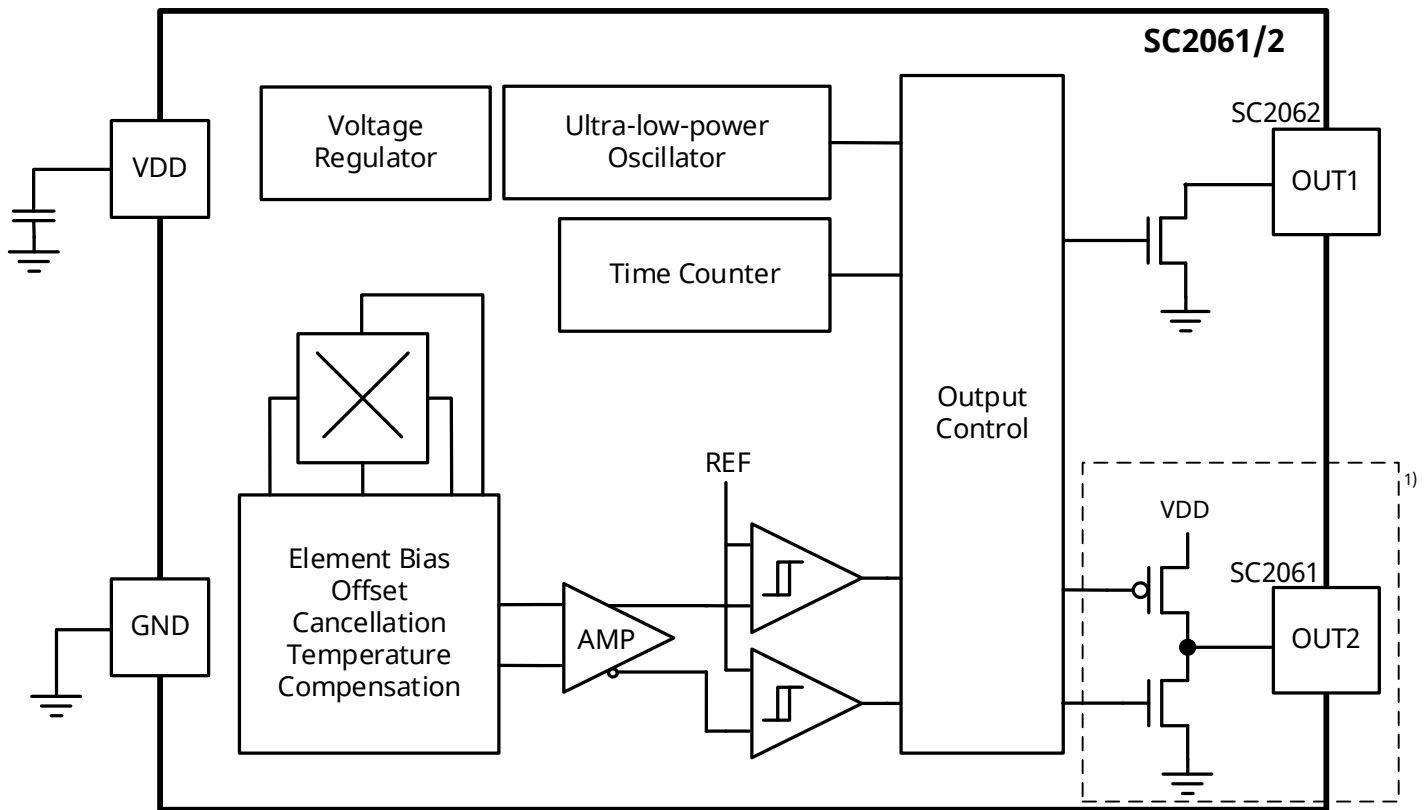 SC2061/2
Voltage
Regulator
Ultra-low-power
Oscillator
SC2062
VDD
OUT1
Time Counter
Output
Control
REF
1)
VDD
Element Bias
Offset
Cancellation
Temperature
Compensation
SC2061
GND
AMP
OUT2